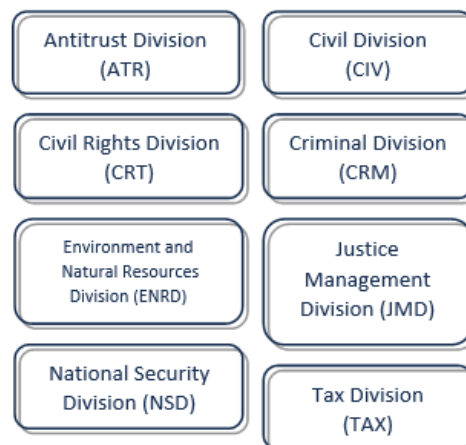 Antitrust Division
(ATR)
Civil Division
(CIV)
Civil Rights Division
(CRT)
Criminal Division
(CRM)
Environment and
Natural Resources
Division (ENRD)
Justice
Management
Division (JMD)
National Security
Division (NSD)
Tax Division
(TAX)